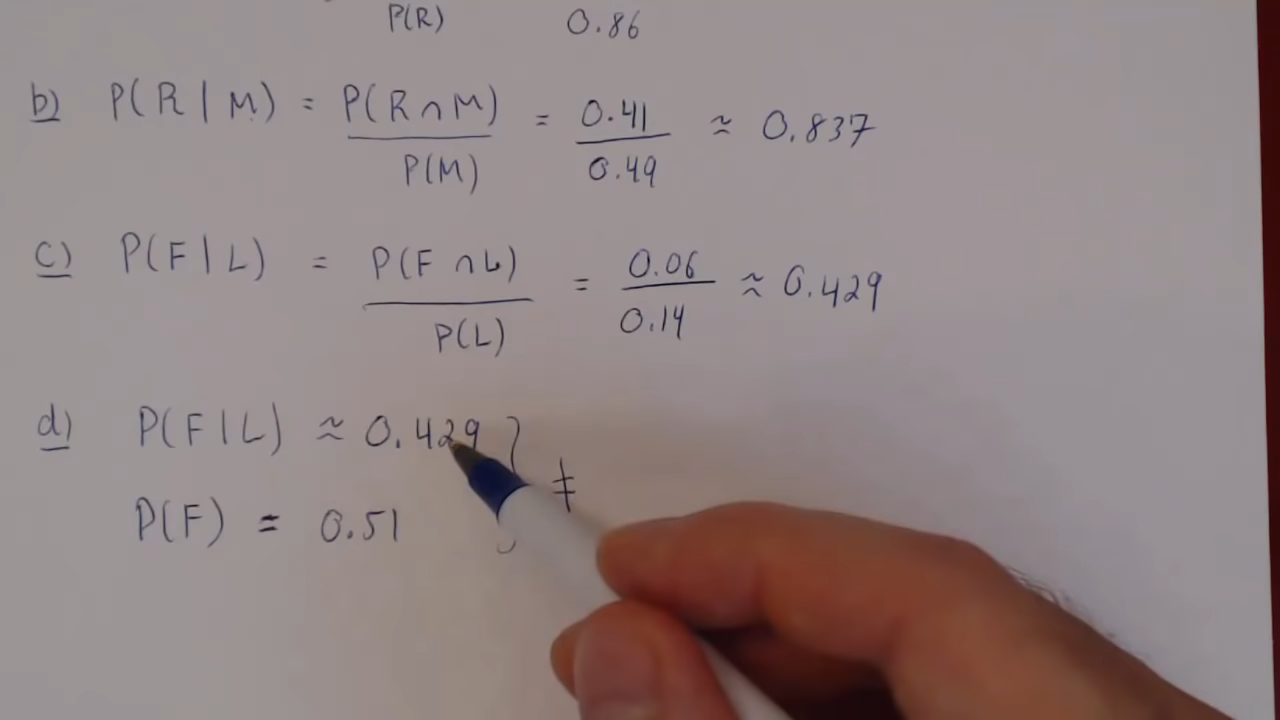 P(R) 0.86
b) P(R | M) = P(R ∩ M) / P(M) = 0.41 / 0.49 ≈ 0.837
c) P(F | L) = P(F ∩ L) / P(L) = 0.06 / 0.14 ≈ 0.429
d) P(F | L) ≈ 0.429 } ≠
P(F) = 0.51